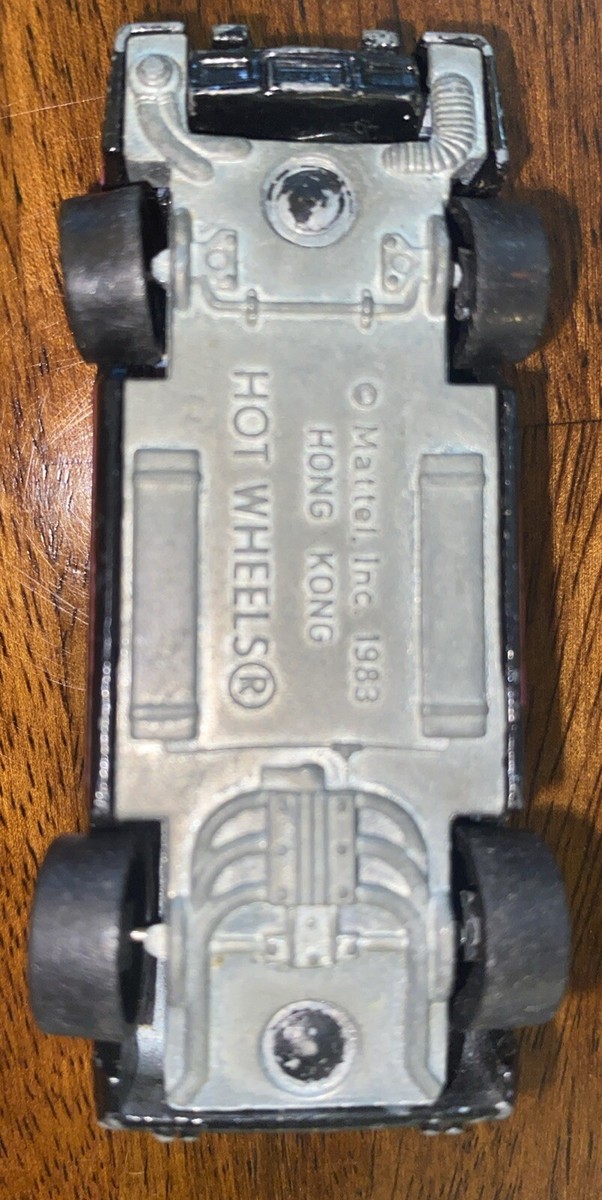 © Mattel, Inc. 1983
HONG KONG
HOT WHEELS®